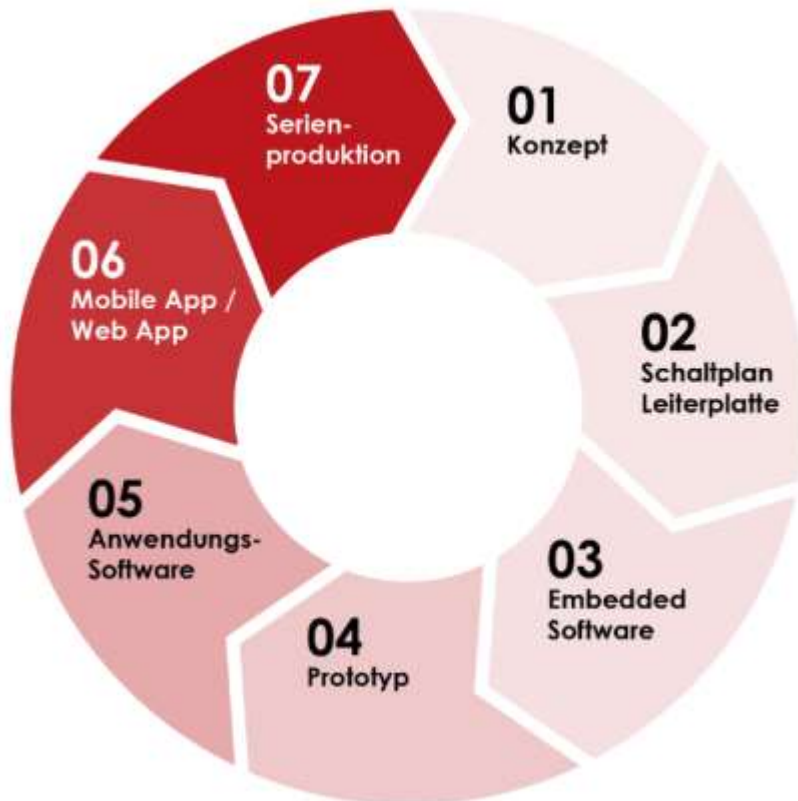 01
Konzept
02
Schaltplan
Leiterplatte
03
Embedded
Software
04
Prototyp
05
Anwendungs-
Software
06
Mobile App /
Web App
07
Serien-
produktion